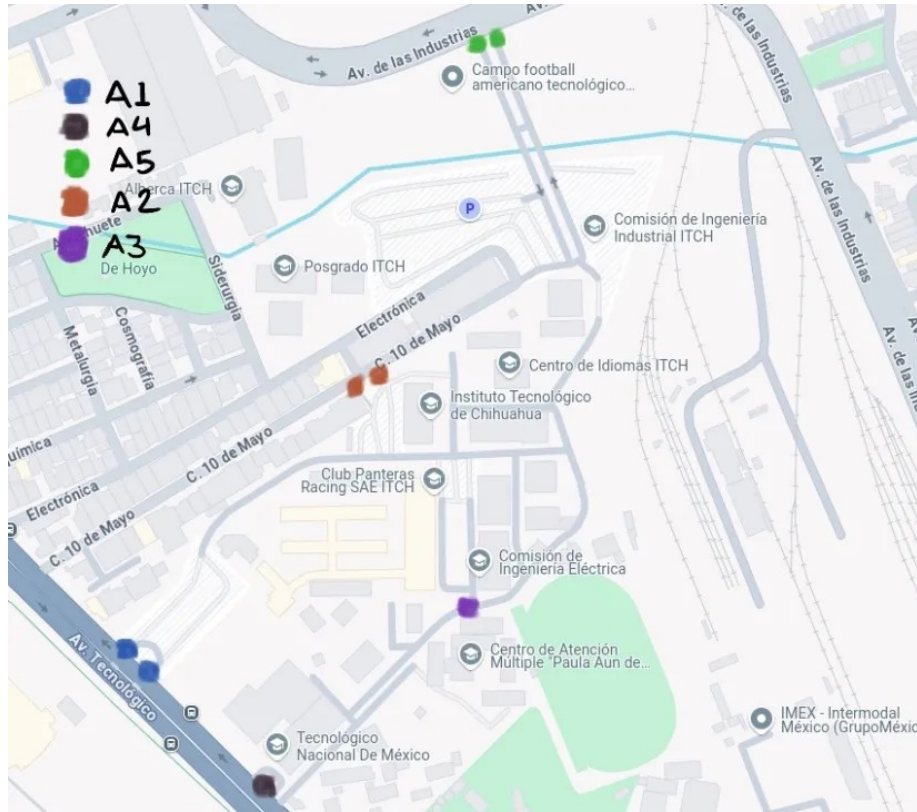 Av. de las Industrias
Av.
. de las Industrias
Campo football
americano tecnológico...
A1
A4
A5
A2
A3
Alberca ITCH
De Hoyo
Siderurgia
Posgrado ITCH
P
Comisión de Ingeniería
Industrial ITCH
Av. de las Industrias
Av. de las In
Electrónica
C. 10 de Mayo
Metalurgia
Cosmografía
Centro de Idiomas ITCH
Instituto Tecnológico
de Chihuahua
uímica
C. 10 de Mayo
Club Panteras
Racing SAE ITCH
Electrónica
C. 10 de Mayo
Comisión de
Ingeniería Eléctrica
Av. Tecnológico
Centro de Atención
Múltiple "Paula Aun de...
Tecnológico
Nacional De México
IMEX - Intermodal
México (GrupoMéxic